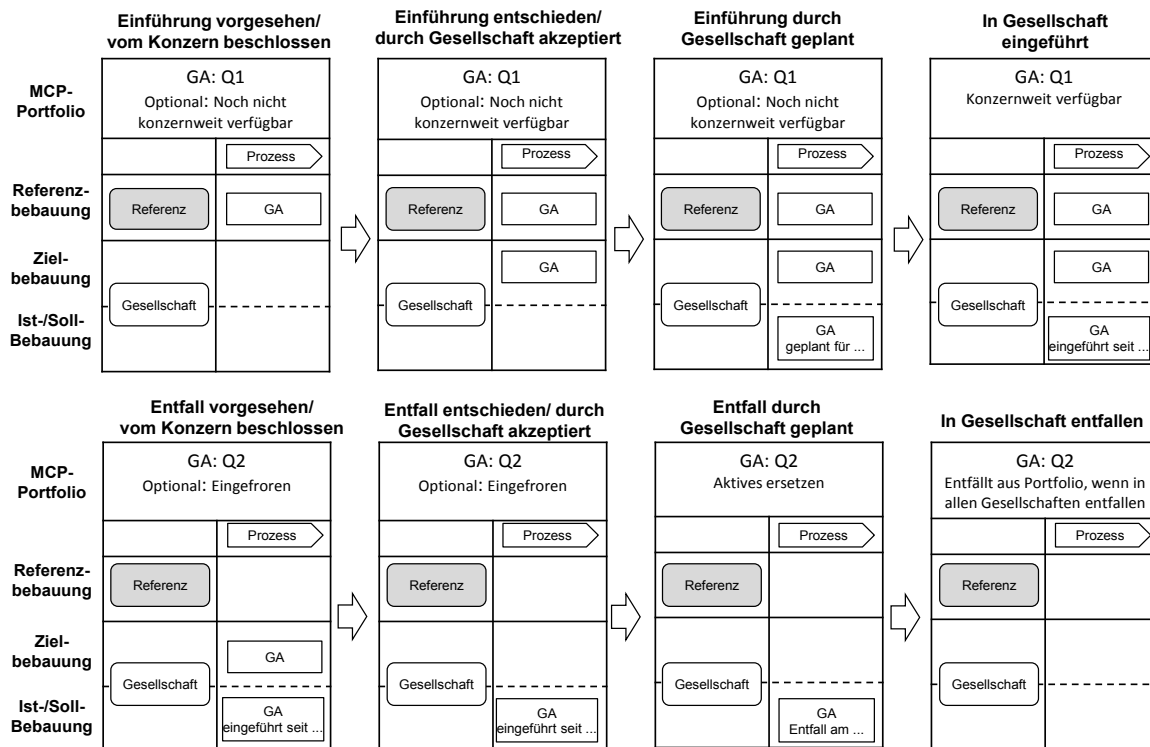 Einführung vorgesehen/
vom Konzern beschlossen
Einführung entschieden/
durch Gesellschaft akzeptiert
Einführung durch
Gesellschaft geplant
In Gesellschaft
eingeführt
MCP-
Portfolio
GA: Q1
Optional: Noch nicht
konzernweit verfügbar
GA: Q1
Optional: Noch nicht
konzernweit verfügbar
GA: Q1
Optional: Noch nicht
konzernweit verfügbar
GA: Q1
Konzernweit verfügbar
Prozess
Prozess
Prozess
Prozess
Referenz-
bebauung
Referenz
GA
Referenz
GA
Referenz
GA
Referenz
GA
Ziel-
bebauung
GA
GA
GA
Gesellschaft
Gesellschaft
Gesellschaft
Gesellschaft
Ist-/Soll-
Bebauung
GA
geplant für ...
GA
eingeführt seit ...
Entfall vorgesehen/
vom Konzern beschlossen
Entfall entschieden/ durch
Gesellschaft akzeptiert
Entfall durch
Gesellschaft geplant
In Gesellschaft entfallen
MCP-
Portfolio
GA: Q2
Optional: Eingefroren
GA: Q2
Optional: Eingefroren
GA: Q2
Aktives ersetzen
GA: Q2
Entfällt aus Portfolio, wenn in
allen Gesellschaften entfallen
Prozess
Prozess
Prozess
Prozess
Referenz-
bebauung
Referenz
Referenz
Referenz
Referenz
Ziel-
bebauung
GA
Gesellschaft
Gesellschaft
Gesellschaft
Gesellschaft
Ist-/Soll-
Bebauung
GA
eingeführt seit ...
GA
eingeführt seit ...
GA
Entfall am ...